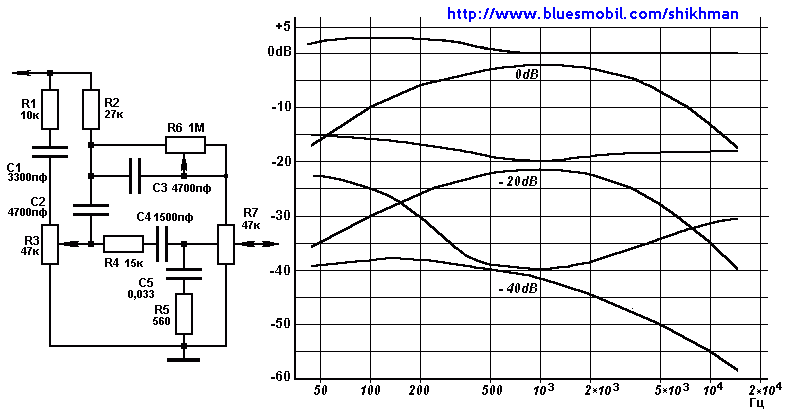 http://www.bluesmobil.com/shikhman
R1
10к
R2
27к
R6 1М
C1
3300пф
C3 4700пф
C2
4700пф
C4 1500пф
R7
47к
R3
47к
R4 15к
C5
0,033
R5
560
+5
0dB
-10
-20
-30
-40
-50
-60
0dB
-20dB
-40dB
50 100 200 500 10³ 2×10³ 5×10³ 10⁴ 2×10⁴
Гц